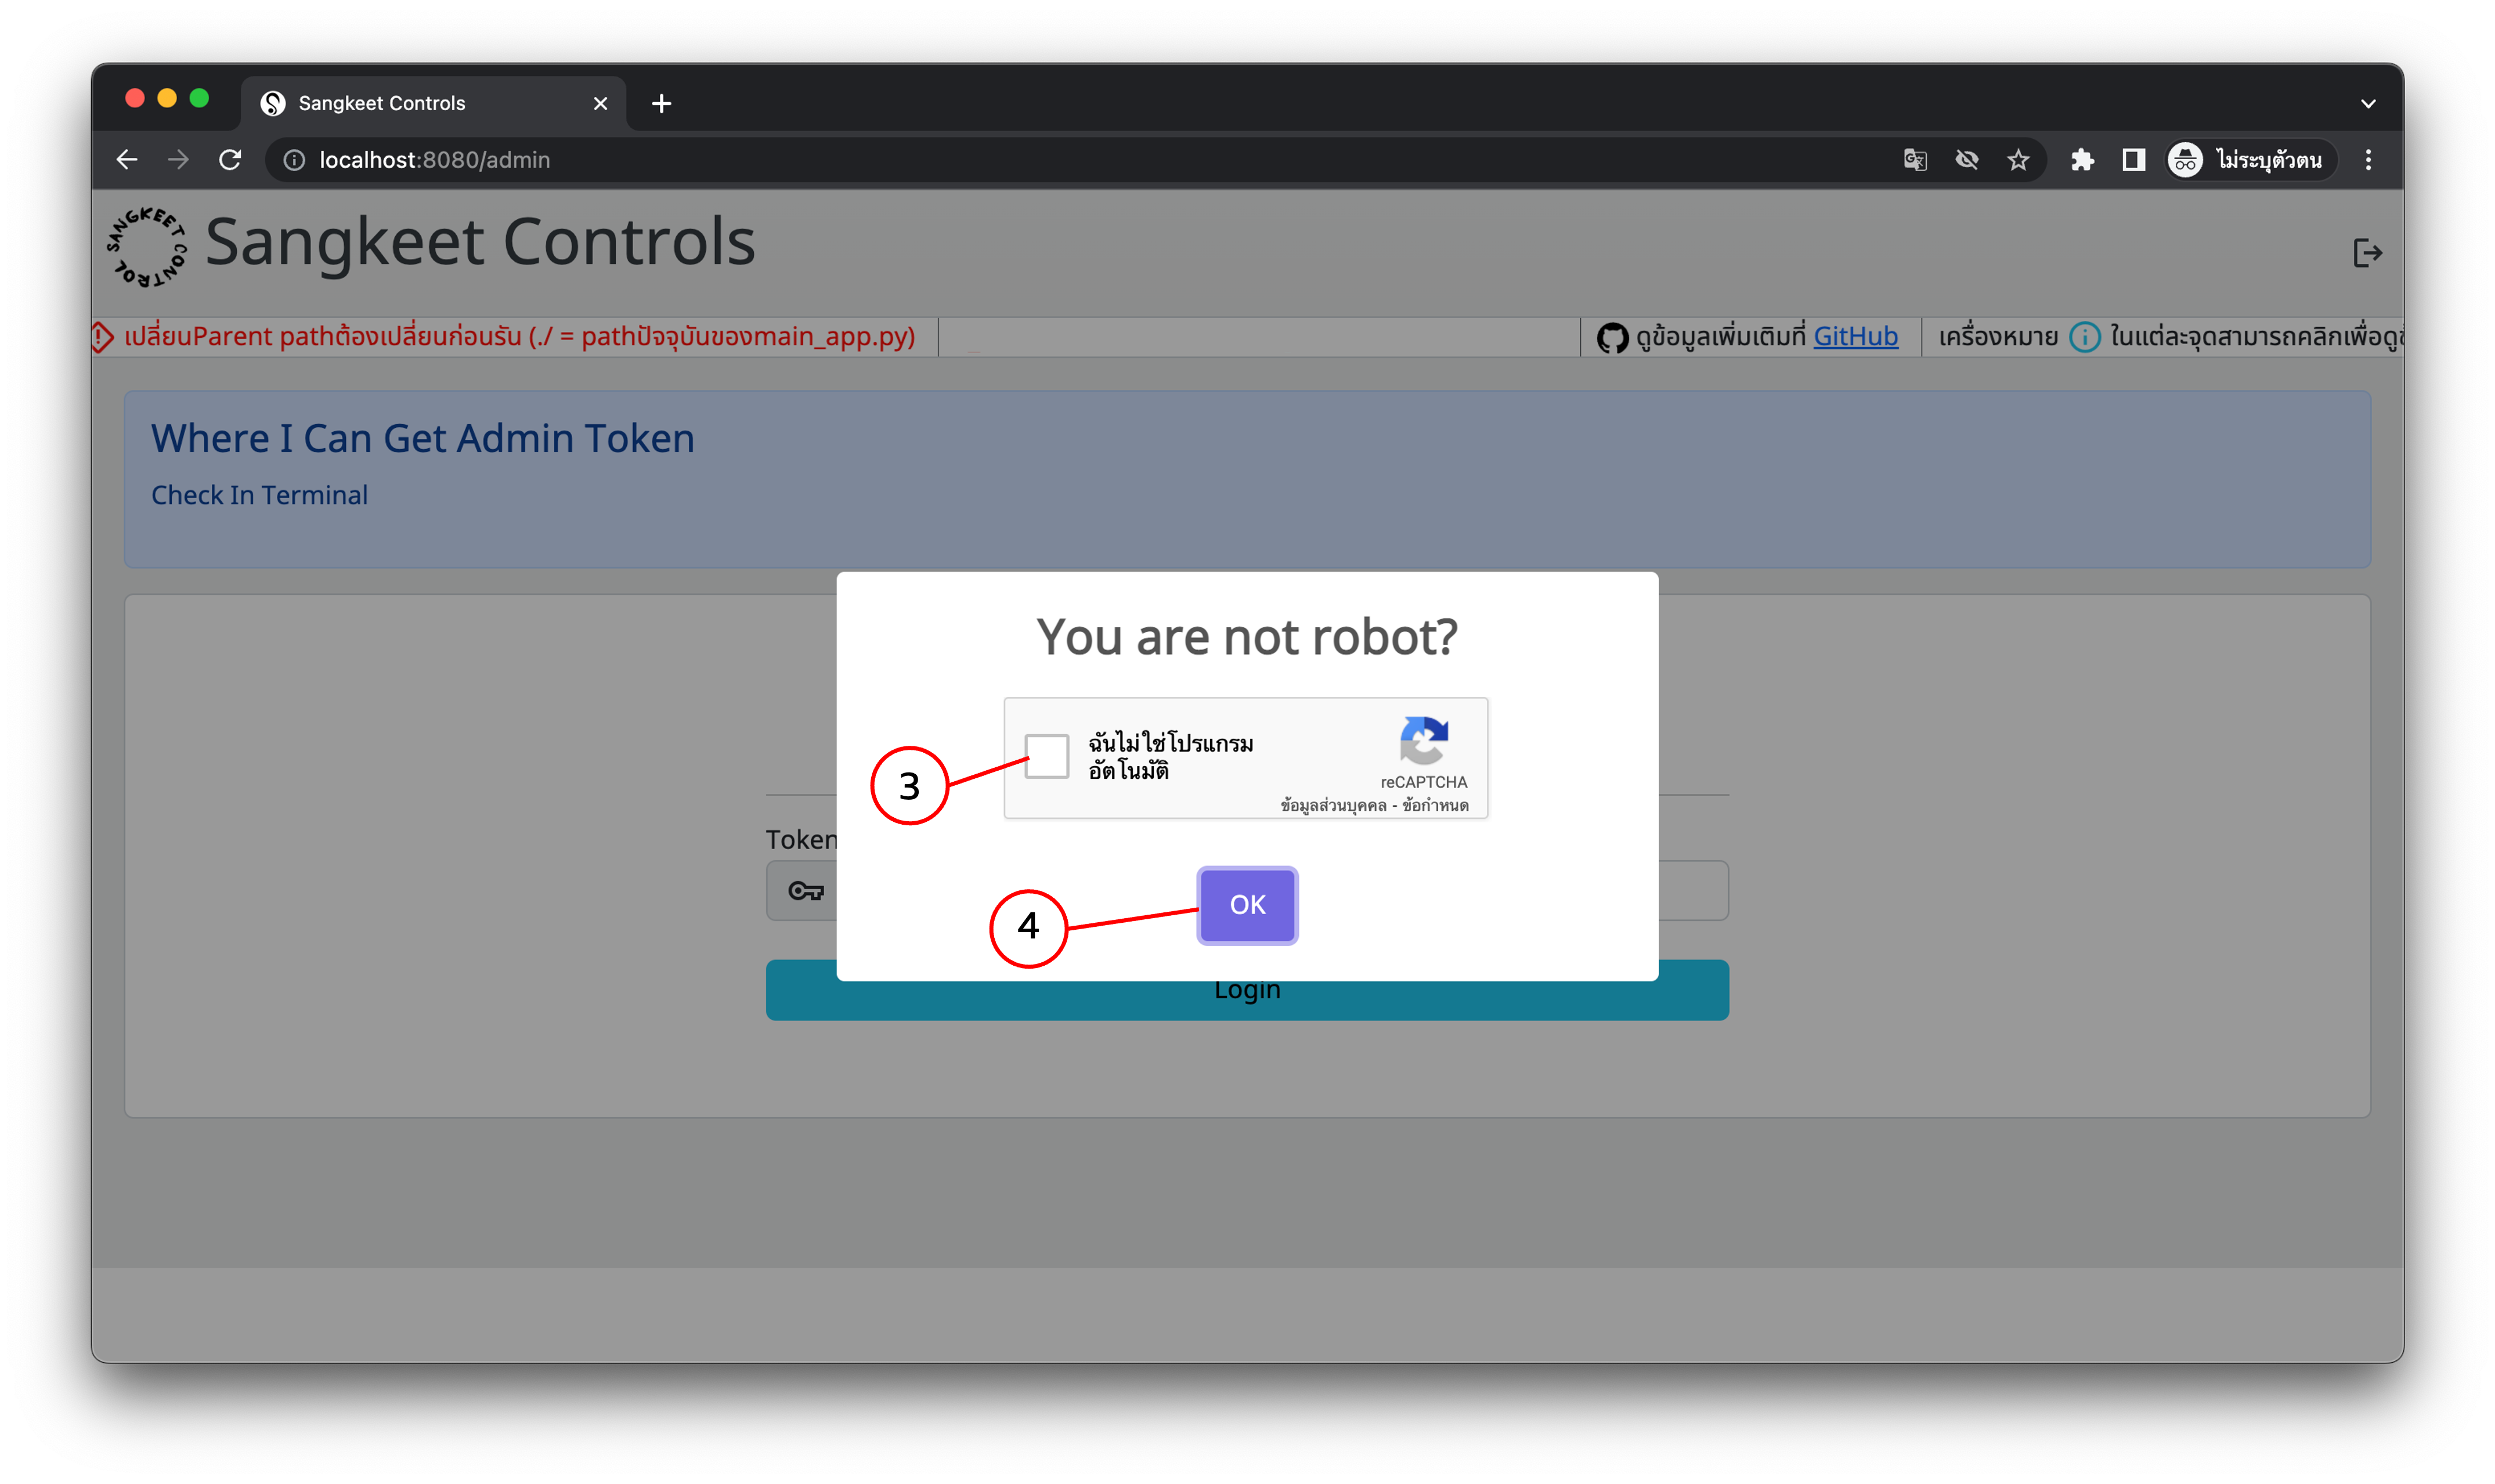 Sangkeet Controls
localhost:8080/admin
ไม่ระบุตัวตน
SANGKEET CONTROL
Sangkeet Controls
เปลี่ยนParent pathต้องเปลี่ยนก่อนรัน (./ = pathปัจจุบันของmain_app.py)
ดูข้อมูลเพิ่มเติมที่ GitHub
เครื่องหมาย ในแต่ละจุดสามารถคลิกเพื่อดู
Where I Can Get Admin Token
Check In Terminal
You are not robot?
ฉันไม่ใช่โปรแกรม
อัตโนมัติ
reCAPTCHA
ข้อมูลส่วนบุคคล - ข้อกำหนด
3
Token
OK
4
Login